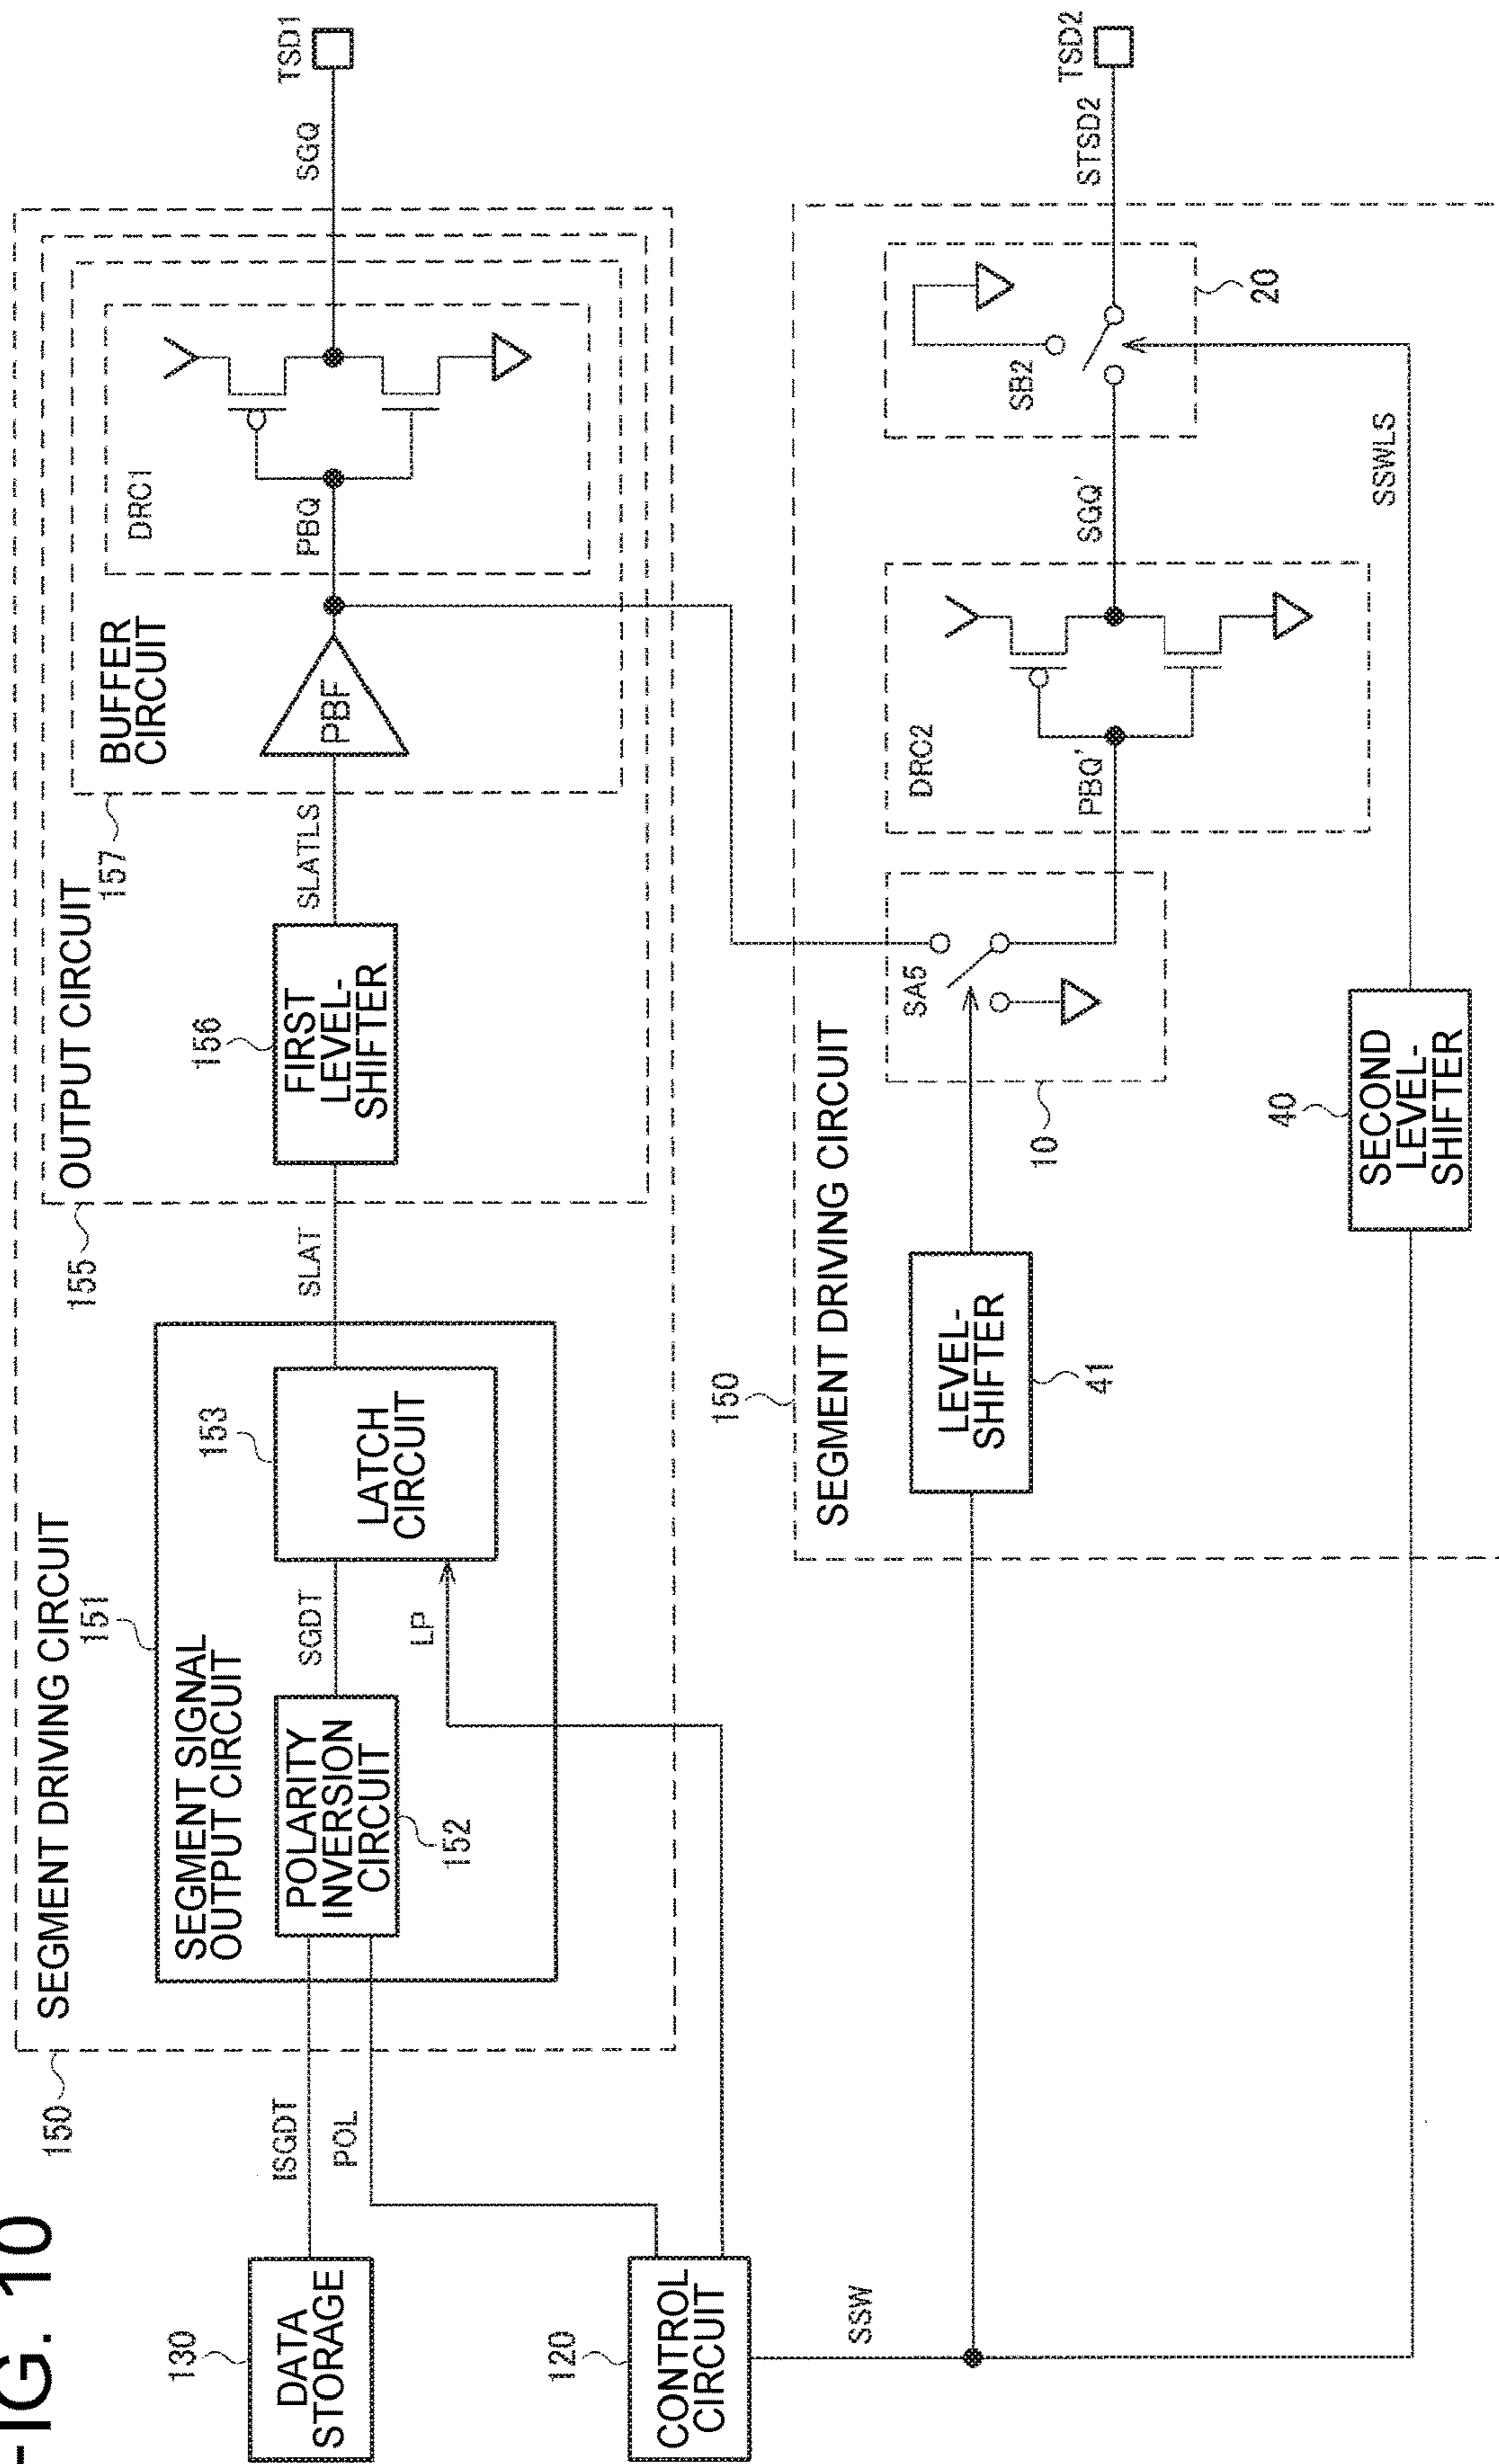 FIG. 10
150
SEGMENT DRIVING CIRCUIT
151
SEGMENT SIGNAL
OUTPUT CIRCUIT
155
OUTPUT CIRCUIT
157
BUFFER
CIRCUIT
DRC1
130
DATA
STORAGE
ISGDT
POL
POLARITY
INVERSION
CIRCUIT
152
SGDT
LP
153
LATCH
CIRCUIT
SLAT
156
FIRST
LEVEL-
SHIFTER
SLATLS
PBF
PBQ
SGQ
TSD1
120
CONTROL
CIRCUIT
SSW
150
SEGMENT DRIVING CIRCUIT
LEVEL-
SHIFTER
41
SA5
10
DRC2
PBQ'
SGQ'
SB2
20
STSD2
TSD2
40
SECOND
LEVEL-
SHIFTER
SSWLS